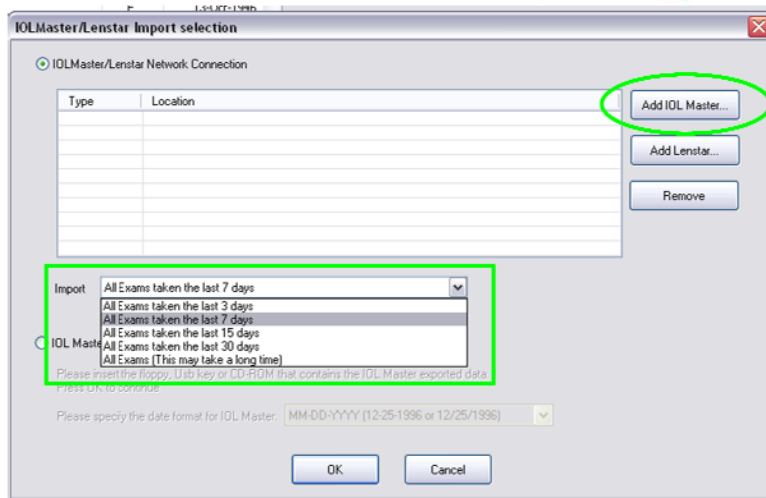 13-Oct-1996
IOLMaster/Lenstar Import selection
IOLMaster/Lenstar Network Connection
Type Location
Add IOL Master...
Add Lenstar...
Remove
Import All Exams taken the last 7 days
All Exams taken the last 3 days
All Exams taken the last 7 days
All Exams taken the last 15 days
All Exams taken the last 30 days
All Exams (This may take a long time)
IOL Maste
Please insert the floppy, Usb key or CD-ROM that contains the IOL Master exported data
Press OK to continue
Please specify the date format for IOL Master. MM-DD-YYYY (12-25-1996 or 12/25/1996)
OK Cancel